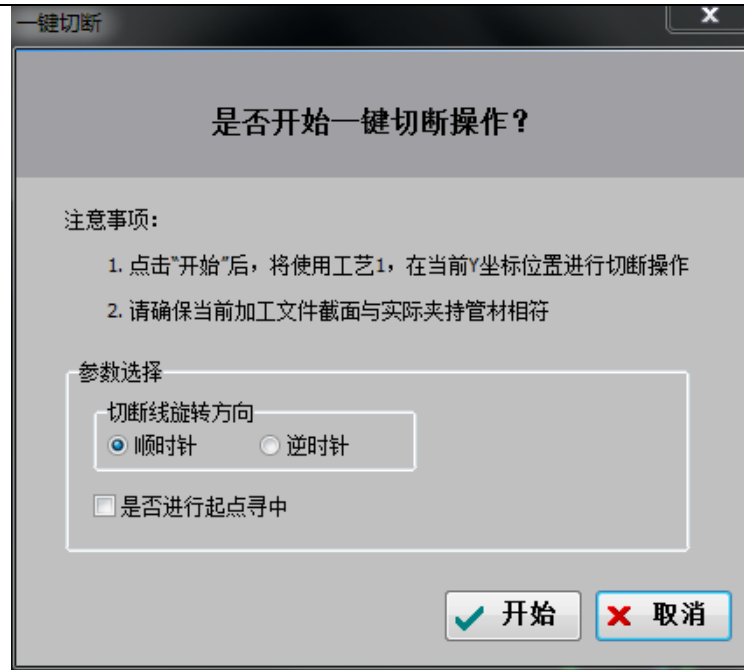 一键切断
x
是否开始一键切断操作？
注意事项：
1. 点击“开始”后，将使用工艺1，在当前Y坐标位置进行切断操作
2. 请确保当前加工文件截面与实际夹持管材相符
参数选择
切断线旋转方向
顺时针 逆时针
是否进行起点寻中
开始 取消